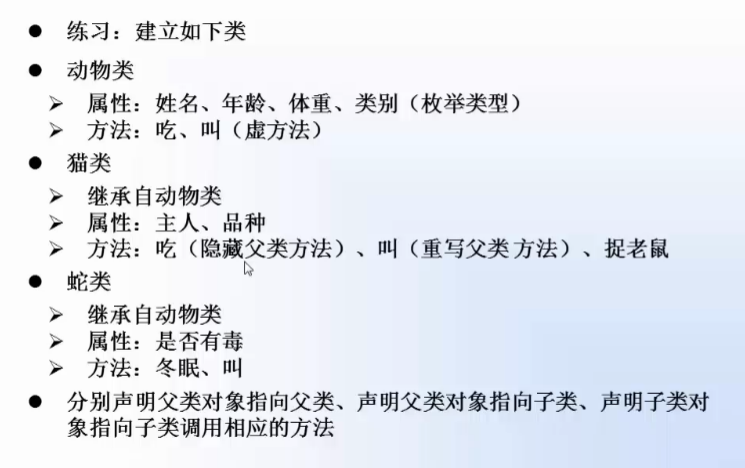 练习：建立如下类
动物类
属性：姓名、年龄、体重、类别（枚举类型）
方法：吃、叫（虚方法）
猫类
继承自动物类
属性：主人、品种
方法：吃（隐藏父类方法）、叫（重写父类 方法）、捉老鼠
蛇类
继承自动物类
属性：是否有毒
方法：冬眠、叫
分别声明父类对象指向父类、声明父类对象指向子类、声明子类对
象指向子类调用相应的方法